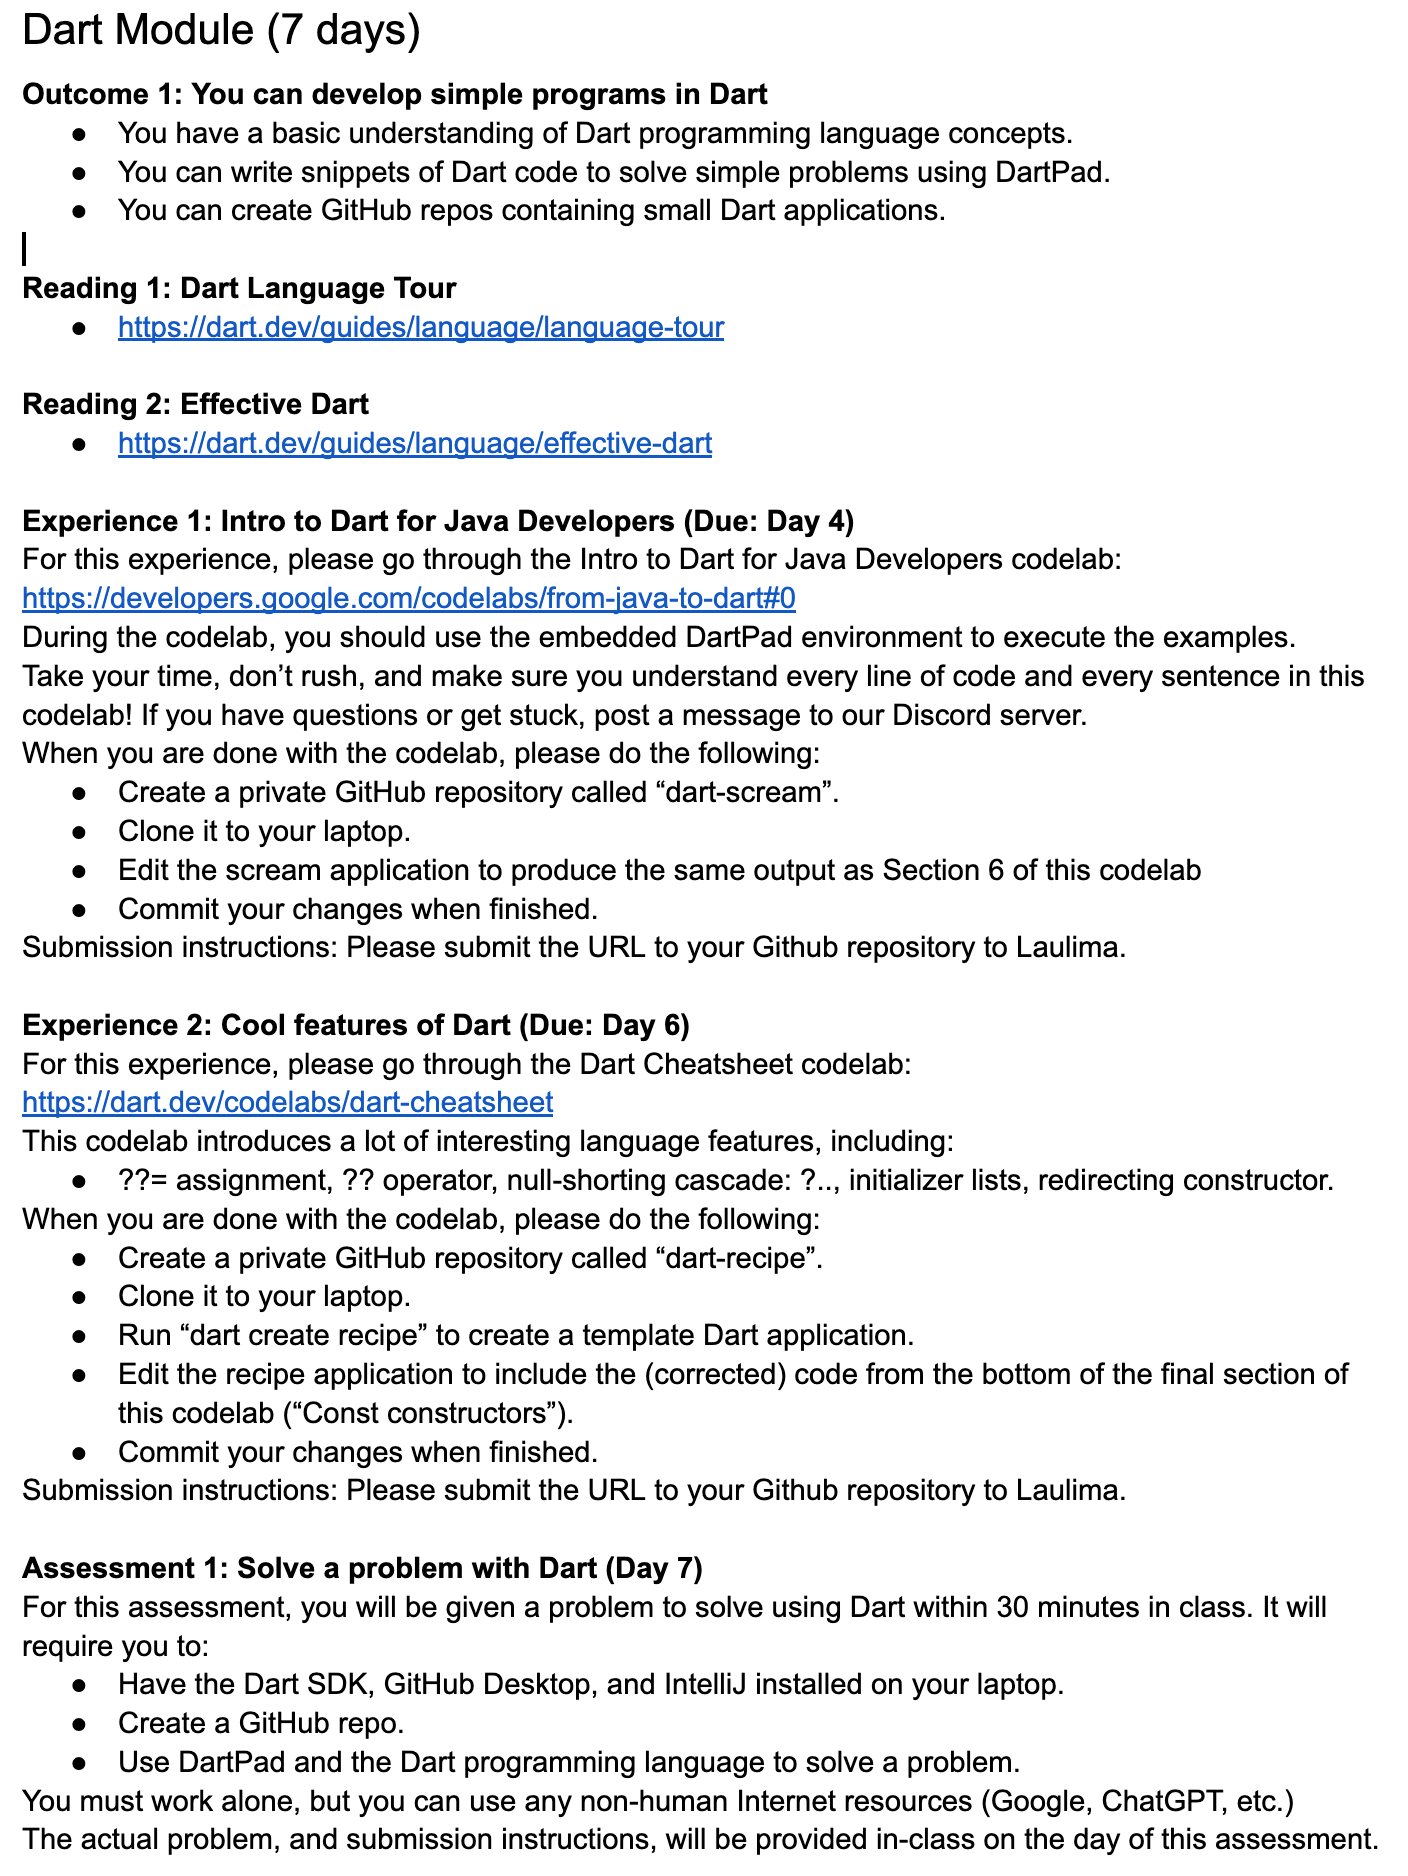 Dart Module (7 days)
Outcome 1: You can develop simple programs in Dart
● You have a basic understanding of Dart programming language concepts.
● You can write snippets of Dart code to solve simple problems using DartPad.
● You can create GitHub repos containing small Dart applications.
Reading 1: Dart Language Tour
● https://dart.dev/guides/language/language-tour
Reading 2: Effective Dart
● https://dart.dev/guides/language/effective-dart
Experience 1: Intro to Dart for Java Developers (Due: Day 4)
For this experience, please go through the Intro to Dart for Java Developers codelab:
https://developers.google.com/codelabs/from-java-to-dart#0
During the codelab, you should use the embedded DartPad environment to execute the examples.
Take your time, don’t rush, and make sure you understand every line of code and every sentence in this
codelab! If you have questions or get stuck, post a message to our Discord server.
When you are done with the codelab, please do the following:
● Create a private GitHub repository called “dart-scream”.
● Clone it to your laptop.
● Edit the scream application to produce the same output as Section 6 of this codelab
● Commit your changes when finished.
Submission instructions: Please submit the URL to your Github repository to Laulima.
Experience 2: Cool features of Dart (Due: Day 6)
For this experience, please go through the Dart Cheatsheet codelab:
https://dart.dev/codelabs/dart-cheatsheet
This codelab introduces a lot of interesting language features, including:
● ??= assignment, ?? operator, null-shorting cascade: ?.., initializer lists, redirecting constructor.
When you are done with the codelab, please do the following:
● Create a private GitHub repository called “dart-recipe”.
● Clone it to your laptop.
● Run “dart create recipe” to create a template Dart application.
● Edit the recipe application to include the (corrected) code from the bottom of the final section of
this codelab (“Const constructors”).
● Commit your changes when finished.
Submission instructions: Please submit the URL to your Github repository to Laulima.
Assessment 1: Solve a problem with Dart (Day 7)
For this assessment, you will be given a problem to solve using Dart within 30 minutes in class. It will
require you to:
● Have the Dart SDK, GitHub Desktop, and IntelliJ installed on your laptop.
● Create a GitHub repo.
● Use DartPad and the Dart programming language to solve a problem.
You must work alone, but you can use any non-human Internet resources (Google, ChatGPT, etc.)
The actual problem, and submission instructions, will be provided in-class on the day of this assessment.